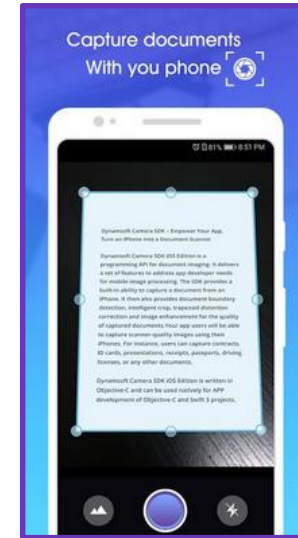 Capture documents
With you phone
81% 8:51 PM
Dynamsoft Camera SDK – Empower Your App,
Turn an iPhone into a Document Scanner
Dynamsoft Camera SDK iOS Edition is a
programming API for document imaging. It delivers
a set of features to address app developer needs
for mobile image processing. The SDK provides a
built-in ability to capture a document from an
iPhone. It then also provides document boundary
detection, intelligent crop, trapezoid distortion
correction and image enhancement for the quality
of captured documents.Your app users will be able
to capture scanner-quality images using their
iPhones. For instance, users can capture contracts,
ID cards, presentations, receipts, passports, driving
licenses, or any other documents.
Dynamsoft Camera SDK iOS Edition is written in
Objective-C and can be used natively for APP
development of Objective-C and Swift 3 projects.